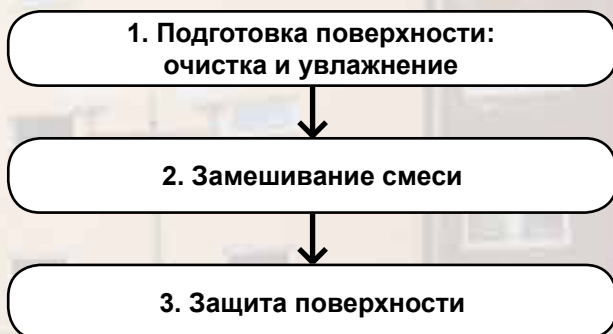 1. Подготовка поверхности:
очистка и увлажнение
2. Замешивание смеси
3. Защита поверхности